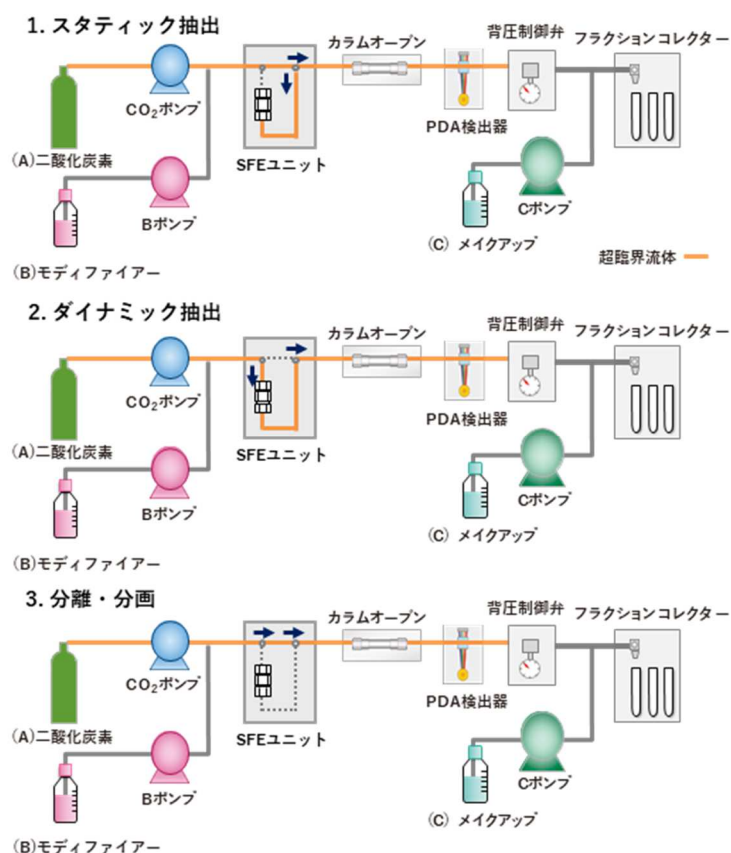 1. スタティック抽出
背圧制御弁
フラクションコレクター
カラムオーブン
CO₂ポンプ
PDA検出器
(A)二酸化炭素
SFEユニット
Bポンプ
Cポンプ
(C) メイクアップ
超臨界流体
(B)モディファイアー
2. ダイナミック抽出
背圧制御弁
フラクションコレクター
カラムオーブン
CO₂ポンプ
PDA検出器
(A)二酸化炭素
SFEユニット
Bポンプ
Cポンプ
(C) メイクアップ
(B)モディファイアー
3. 分離・分画
背圧制御弁
フラクションコレクター
カラムオーブン
CO₂ポンプ
PDA検出器
(A)二酸化炭素
SFEユニット
Bポンプ
Cポンプ
(C) メイクアップ
(B)モディファイアー